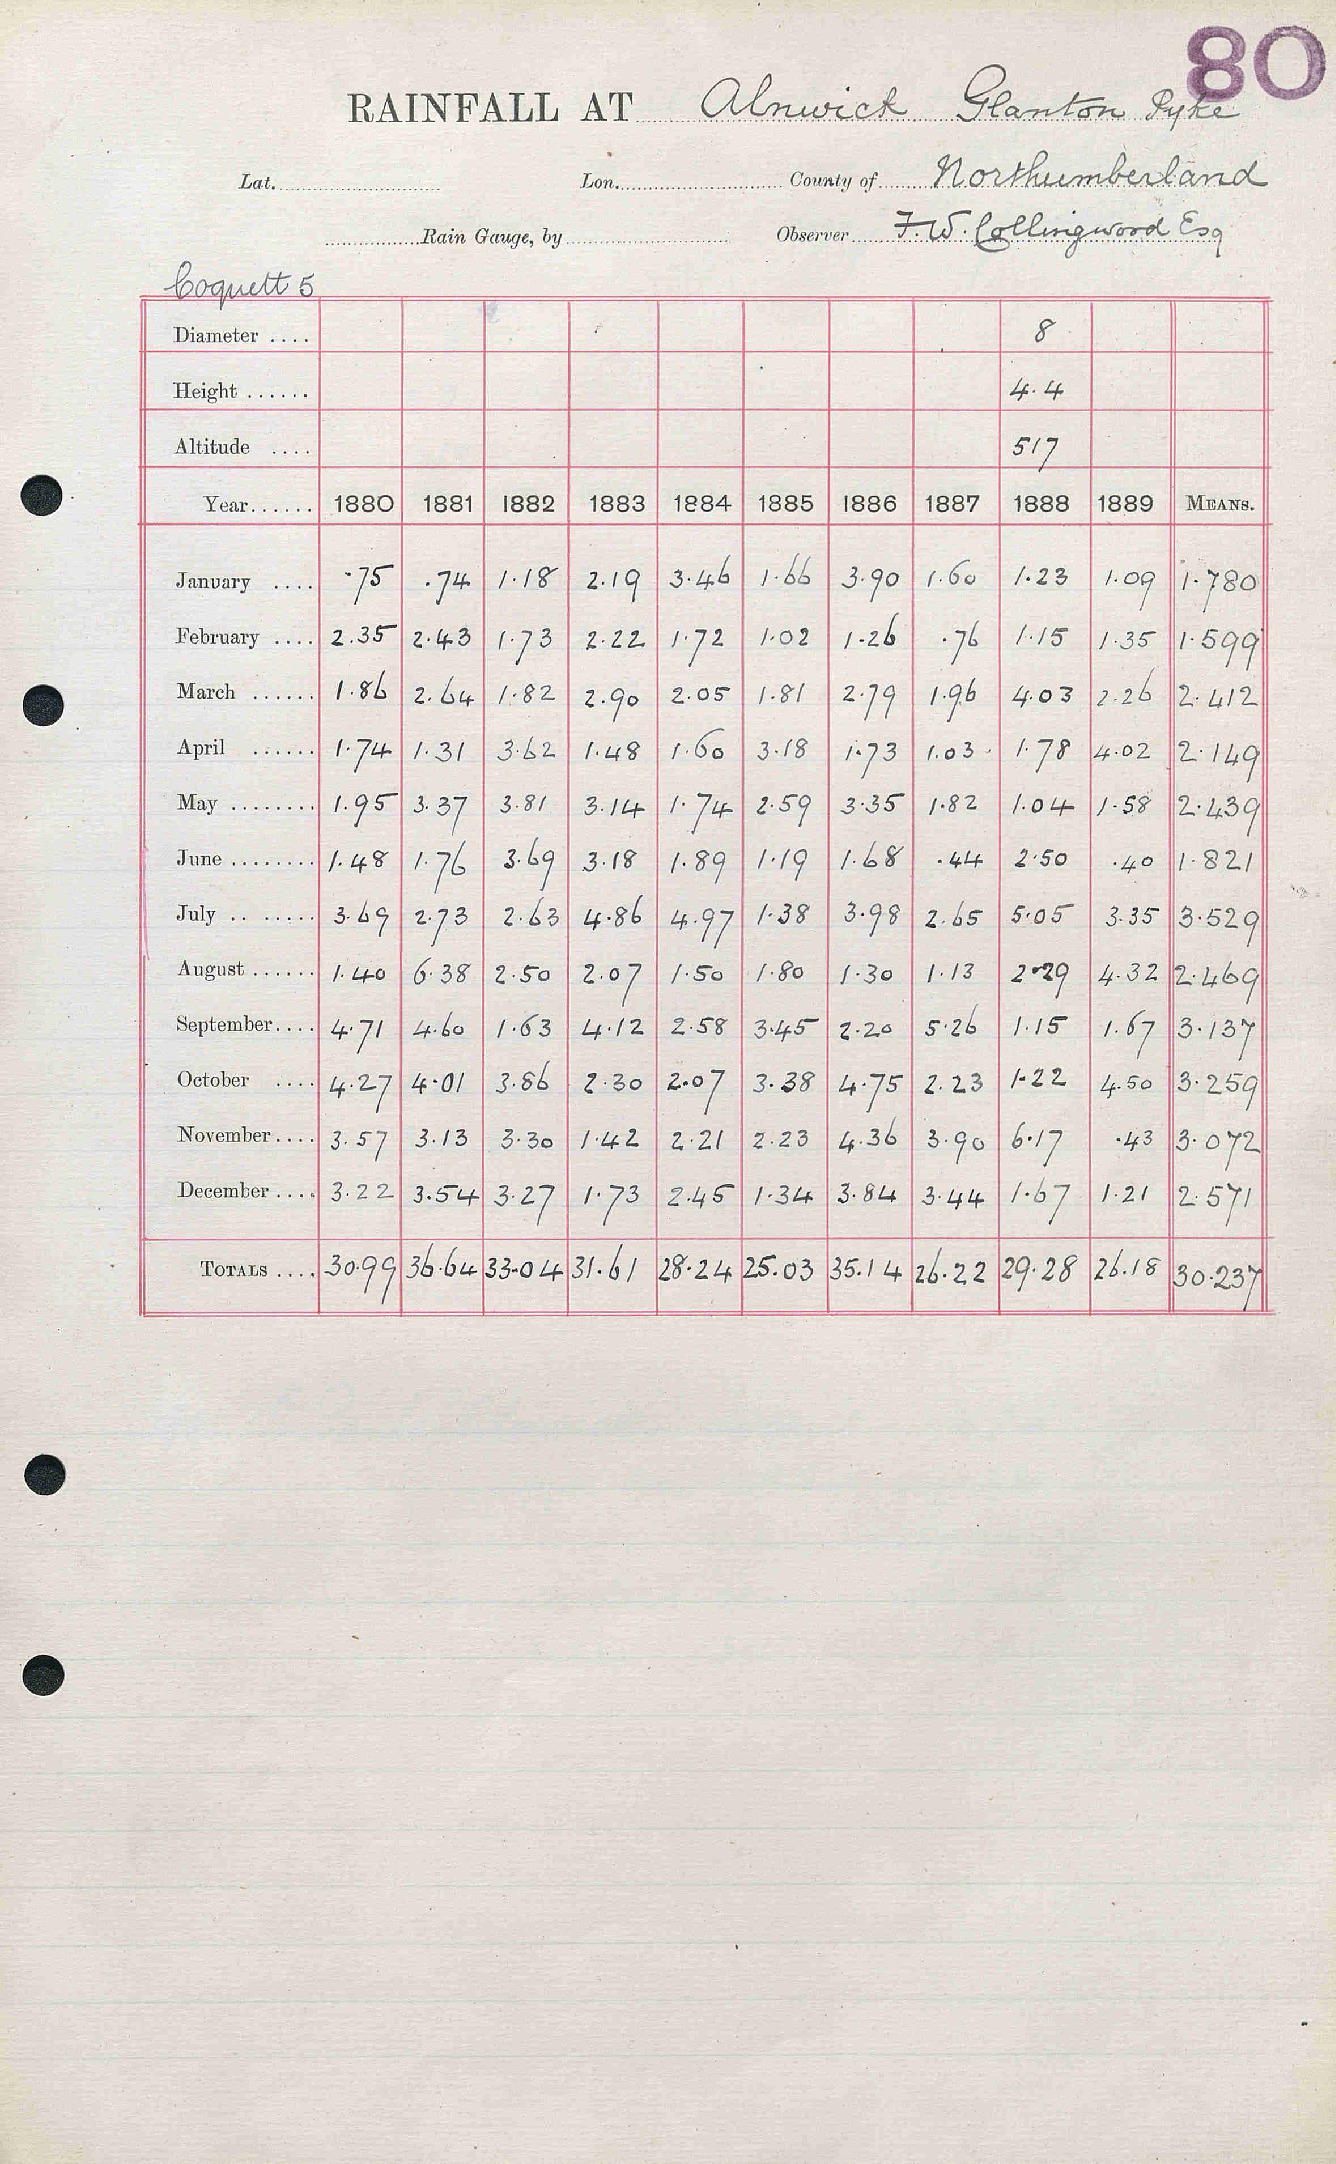 80
RAINFALL AT Alnwick Glanton Pyke
Lat. Lon. County of Northumberland
Rain Gauge, by Observer F. W. Collingwood Esq
Coquett 5
Diameter .... 8
Height ...... 4.4
Altitude .... 517
Year...... 1880 1881 1882 1883 1884 1885 1886 1887 1888 1889 MEANS.
January .... .75 .74 1.18 2.19 3.46 1.66 3.90 1.60 1.23 1.09 1.780
February .... 2.35 2.43 1.73 2.22 1.72 1.02 1.26 .76 1.15 1.35 1.599
March ...... 1.86 2.64 1.82 2.90 2.05 1.81 2.79 1.96 4.03 2.26 2.412
April ...... 1.74 1.31 3.62 1.48 1.60 3.18 1.73 1.03 1.78 4.02 2.149
May ........ 1.95 3.37 3.81 3.14 1.74 2.59 3.35 1.82 1.04 1.58 2.439
June ........ 1.48 1.76 3.69 3.18 1.89 1.19 1.68 .44 2.50 .40 1.821
July .. ...... 3.69 2.73 2.63 4.86 4.97 1.38 3.98 2.65 5.05 3.35 3.529
August ...... 1.40 6.38 2.50 2.07 1.50 1.80 1.30 1.13 2.29 4.32 2.469
September.... 4.71 4.60 1.63 4.12 2.58 3.45 2.20 5.26 1.15 1.67 3.137
October .... 4.27 4.01 3.86 2.30 2.07 3.38 4.75 2.23 1.22 4.50 3.259
November.... 3.57 3.13 3.30 1.42 2.21 2.23 4.36 3.90 6.17 .43 3.072
December .... 3.22 3.54 3.27 1.73 2.45 1.34 3.84 3.44 1.67 1.21 2.571
TOTALS .... 30.99 36.64 33.04 31.61 28.24 25.03 35.14 26.22 29.28 26.18 30.237